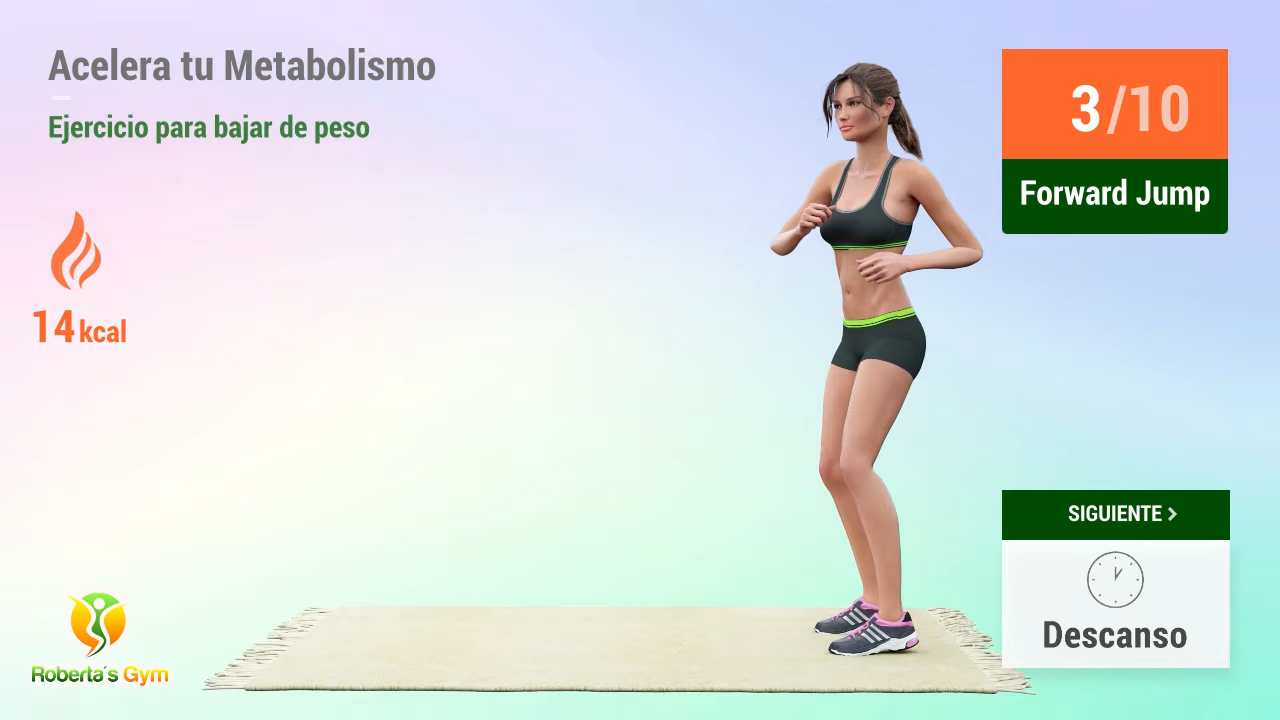 Acelera tu Metabolismo
Ejercicio para bajar de peso
14 kcal
3/10
Forward Jump
SIGUIENTE >
Descanso
Roberta´s Gym